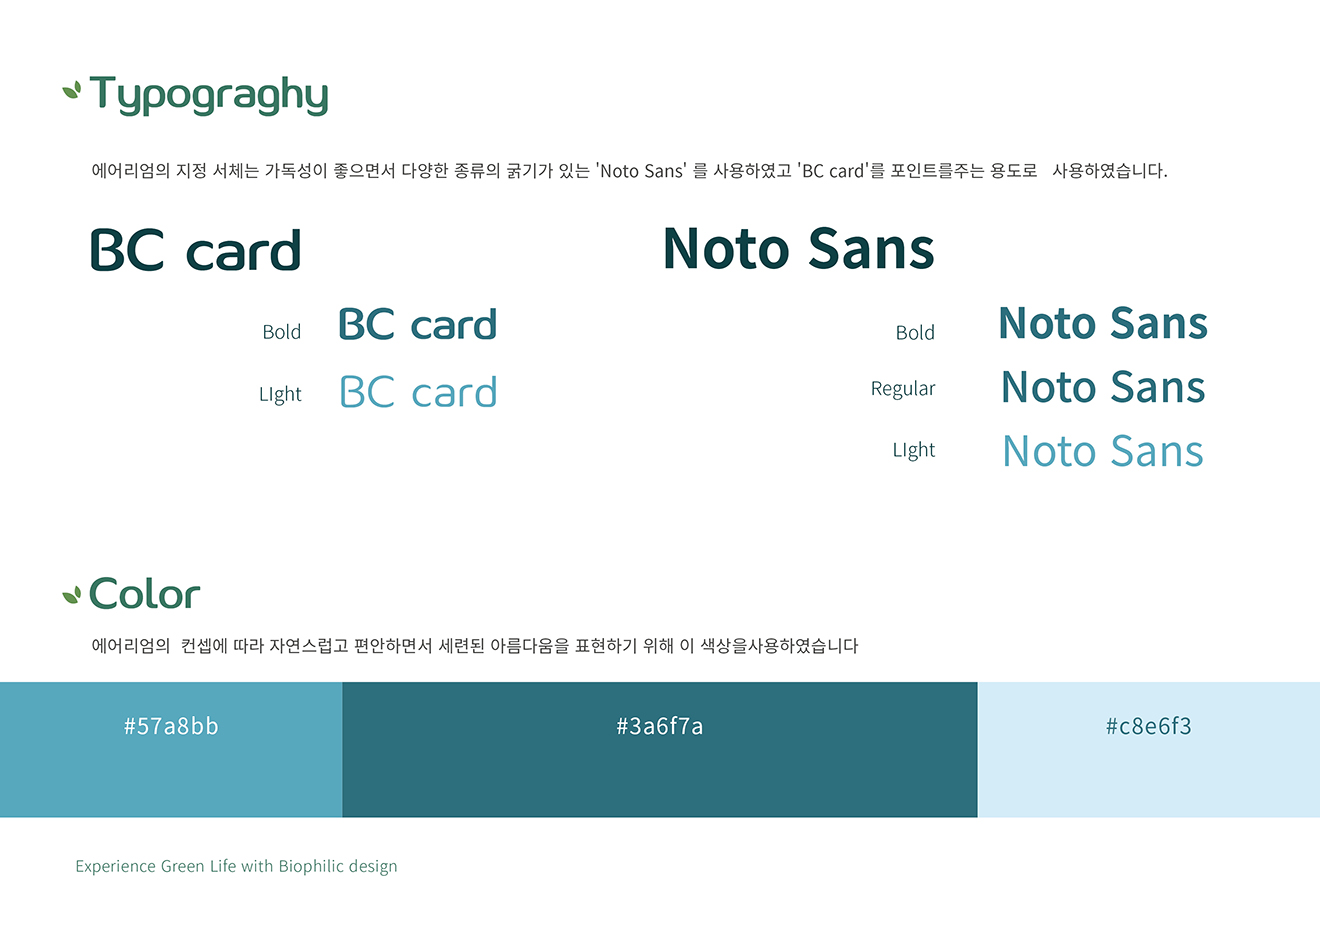 Typograghy
에어리엄의 지정 서체는 가독성이 좋으면서 다양한 종류의 굵기가 있는 'Noto Sans' 를 사용하였고 'BC card'를 포인트를주는 용도로 사용하였습니다.
BC card
Bold BC card
LIght BC card
Noto Sans
Bold Noto Sans
Regular Noto Sans
LIght Noto Sans
Color
에어리엄의 컨셉에 따라 자연스럽고 편안하면서 세련된 아름다움을 표현하기 위해 이 색상을사용하였습니다
#57a8bb
#3a6f7a
#c8e6f3
Experience Green Life with Biophilic design